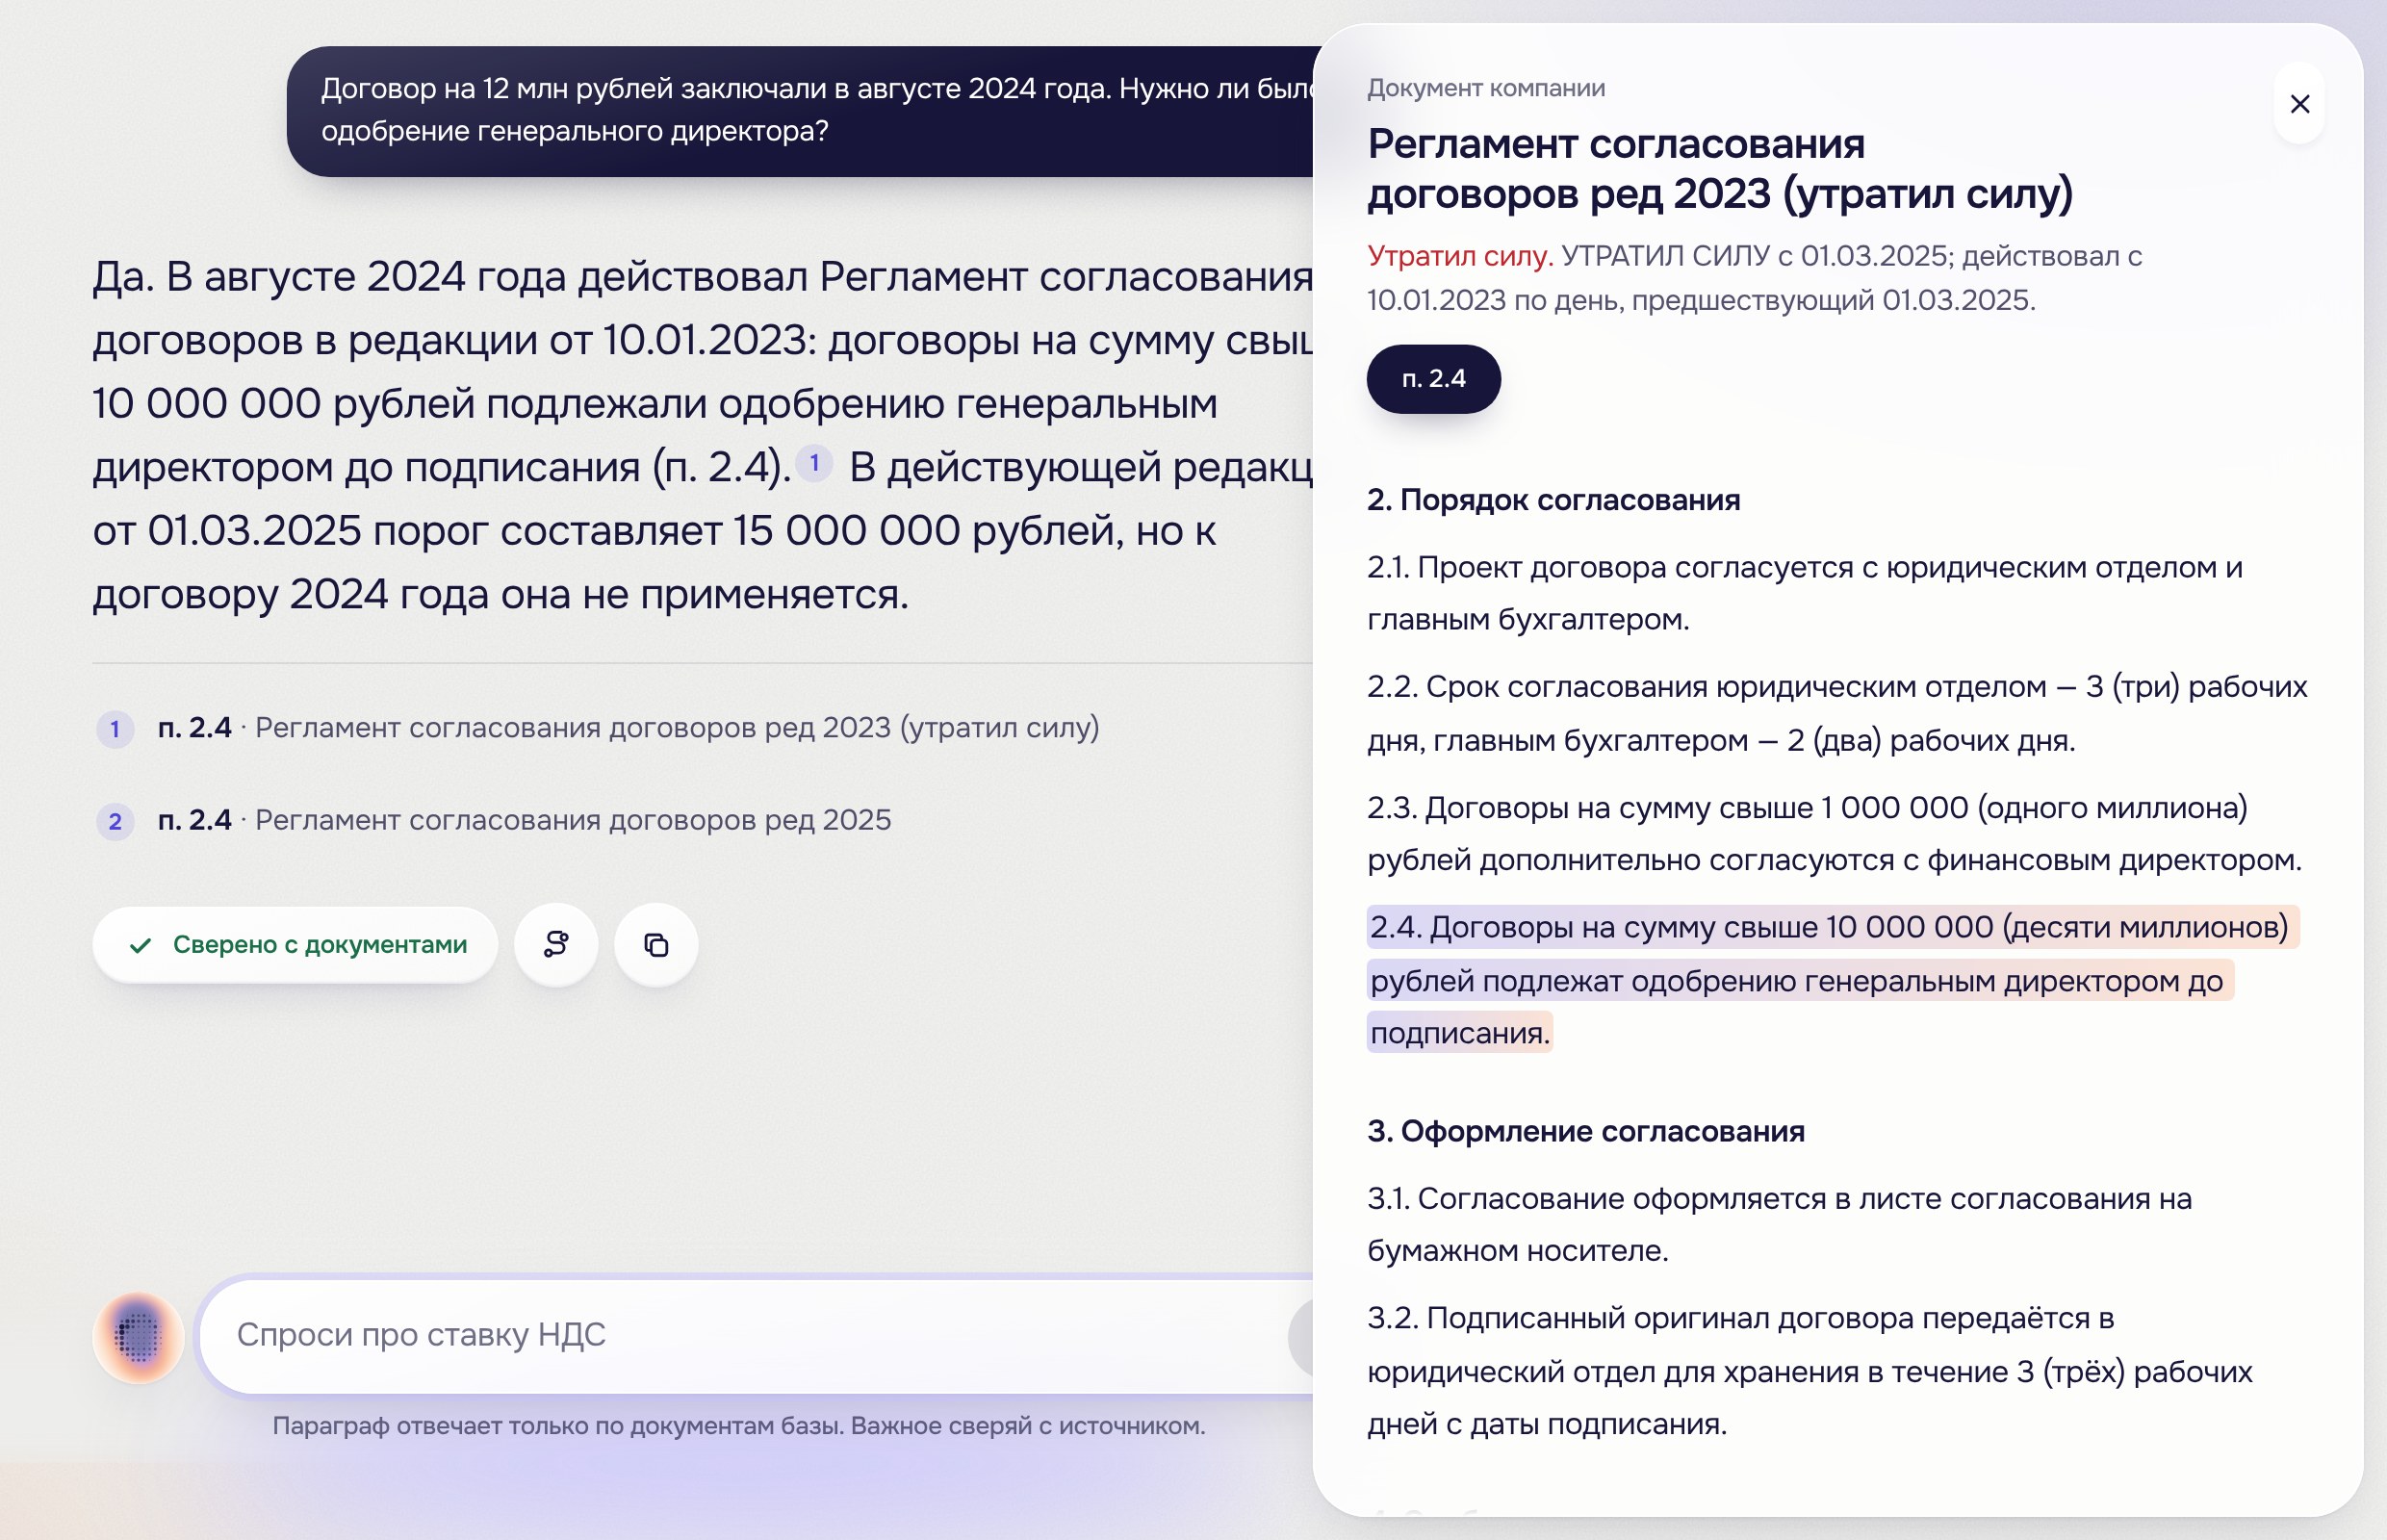 Договор на 12 млн рублей заключали в августе 2024 года. Нужно ли было
одобрение генерального директора?
Да. В августе 2024 года действовал Регламент согласования
договоров в редакции от 10.01.2023: договоры на сумму
10 000 000 рублей подлежали одобрению генеральным
директором до подписания (п. 2.4). 1 В действующей
от 01.03.2025 порог составляет 15 000 000 рублей, но к
договору 2024 года она не применяется.
1 п. 2.4 · Регламент согласования договоров ред 2023 (утратил силу)
2 п. 2.4 · Регламент согласования договоров ред 2025
Сверено с документами
Спроси про ставку НДС
Параграф отвечает только по документам базы. Важное сверяй с источником.
Документ компании
Регламент согласования
договоров ред 2023 (утратил силу)
Утратил силу. УТРАТИЛ СИЛУ с 01.03.2025; действовал с
10.01.2023 по день, предшествующий 01.03.2025.
п. 2.4
2. Порядок согласования
2.1. Проект договора согласуется с юридическим отделом и
главным бухгалтером.
2.2. Срок согласования юридическим отделом — 3 (три) рабочих
дня, главным бухгалтером — 2 (два) рабочих дня.
2.3. Договоры на сумму свыше 1 000 000 (одного миллиона)
рублей дополнительно согласуются с финансовым директором.
2.4. Договоры на сумму свыше 10 000 000 (десяти миллионов)
рублей подлежат одобрению генеральным директором до
подписания.
3. Оформление согласования
3.1. Согласование оформляется в листе согласования на
бумажном носителе.
3.2. Подписанный оригинал договора передаётся в
юридический отдел для хранения в течение 3 (трёх) рабочих
дней с даты подписания.